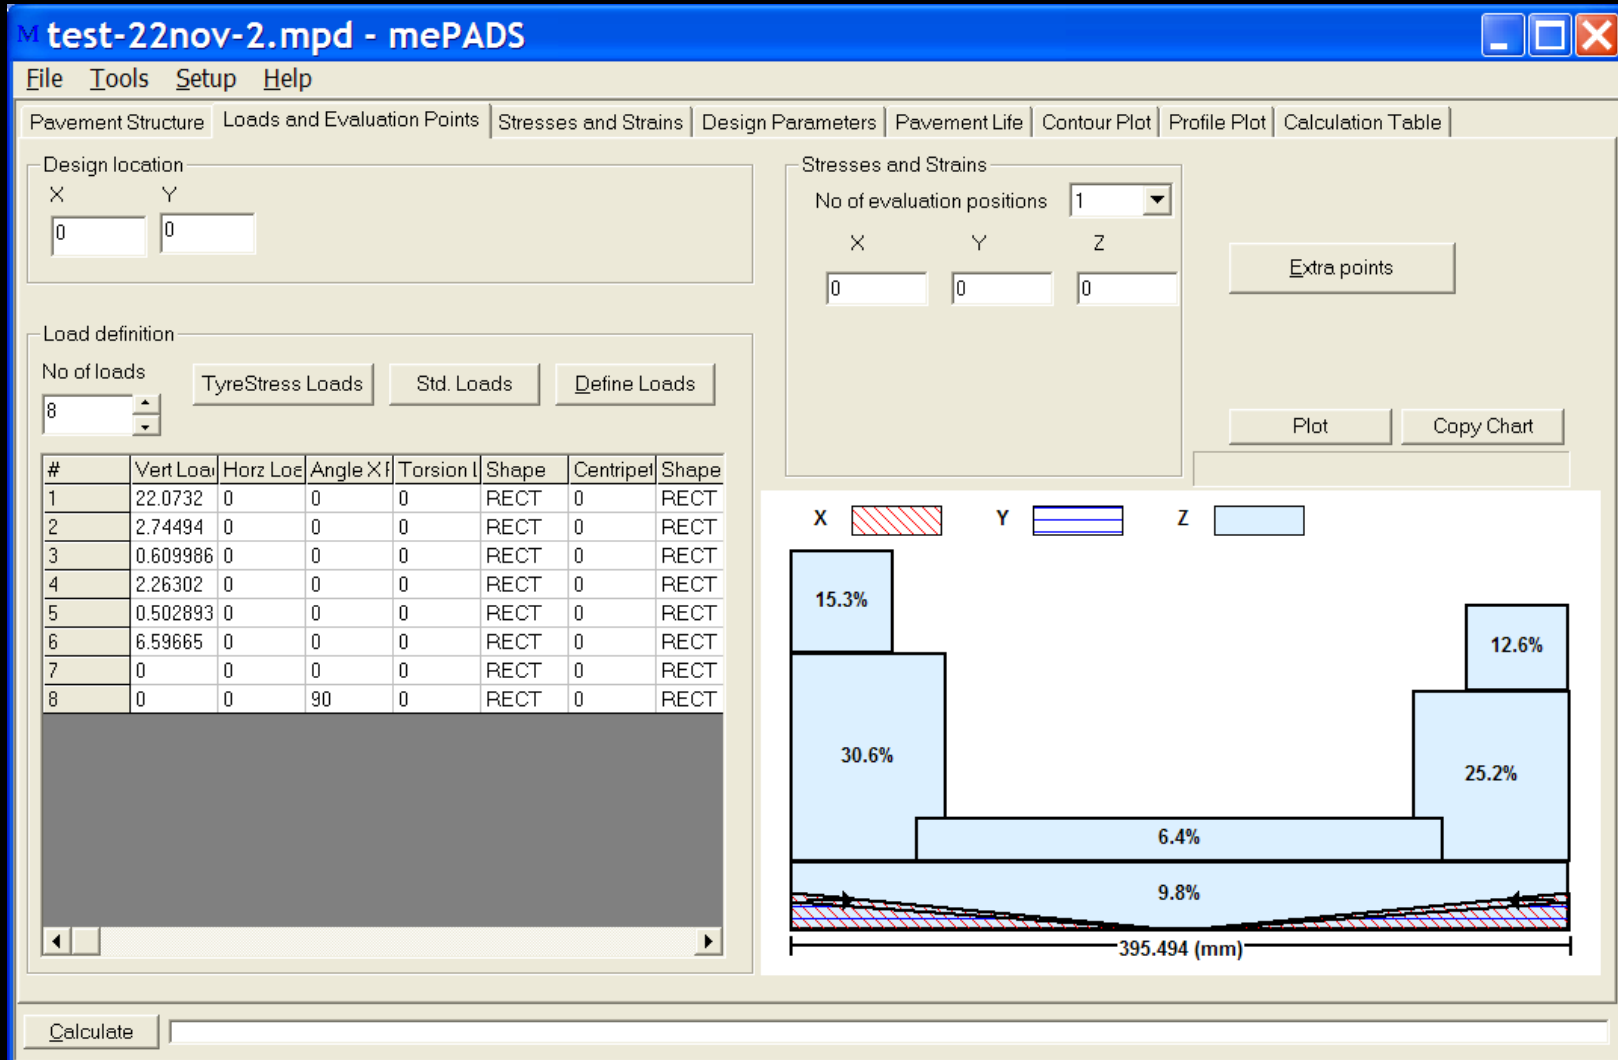 M test-22nov-2.mpd - mePADS
File Tools Setup Help
Pavement Structure Loads and Evaluation Points Stresses and Strains Design Parameters Pavement Life Contour Plot Profile Plot Calculation Table
Design location
X Y
0 0
Load definition
No of loads
8
TyreStress Loads Std. Loads Define Loads
# Vert Loa Horz Loa Angle X Torsion L Shape Centripet Shape
1 22.0732 0 0 0 RECT 0 RECT
2 2.74494 0 0 0 RECT 0 RECT
3 0.609986 0 0 0 RECT 0 RECT
4 2.26302 0 0 0 RECT 0 RECT
5 0.502893 0 0 0 RECT 0 RECT
6 6.59665 0 0 0 RECT 0 RECT
7 0 0 0 0 RECT 0 RECT
8 0 0 90 0 RECT 0 RECT
Stresses and Strains
No of evaluation positions 1
X Y Z
0 0 0
Extra points
Plot Copy Chart
X Y Z
15.3%
12.6%
30.6%
25.2%
6.4%
9.8%
395.494 (mm)
Calculate